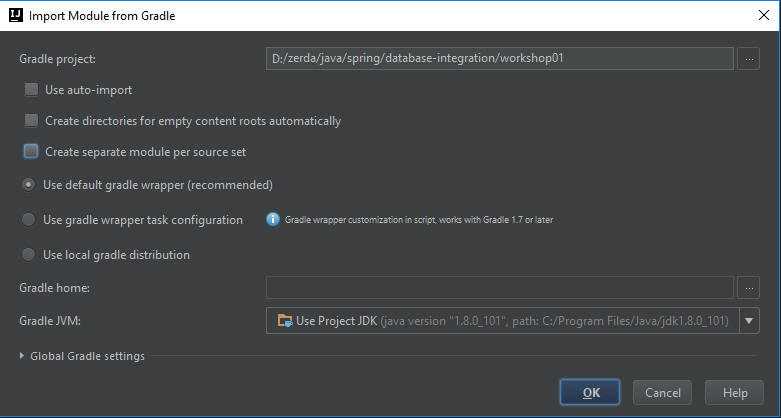 IJ Import Module from Gradle
Gradle project: D:/zerda/java/spring/database-integration/workshop01 ...
Use auto-import
Create directories for empty content roots automatically
Create separate module per source set
Use default gradle wrapper (recommended)
Use gradle wrapper task configuration i Gradle wrapper customization in script, works with Gradle 1.7 or later
Use local gradle distribution
Gradle home: ...
Gradle JVM: Use Project JDK (java version "1.8.0_101", path: C:/Program Files/Java/jdk1.8.0_101)
Global Gradle settings
OK Cancel Help